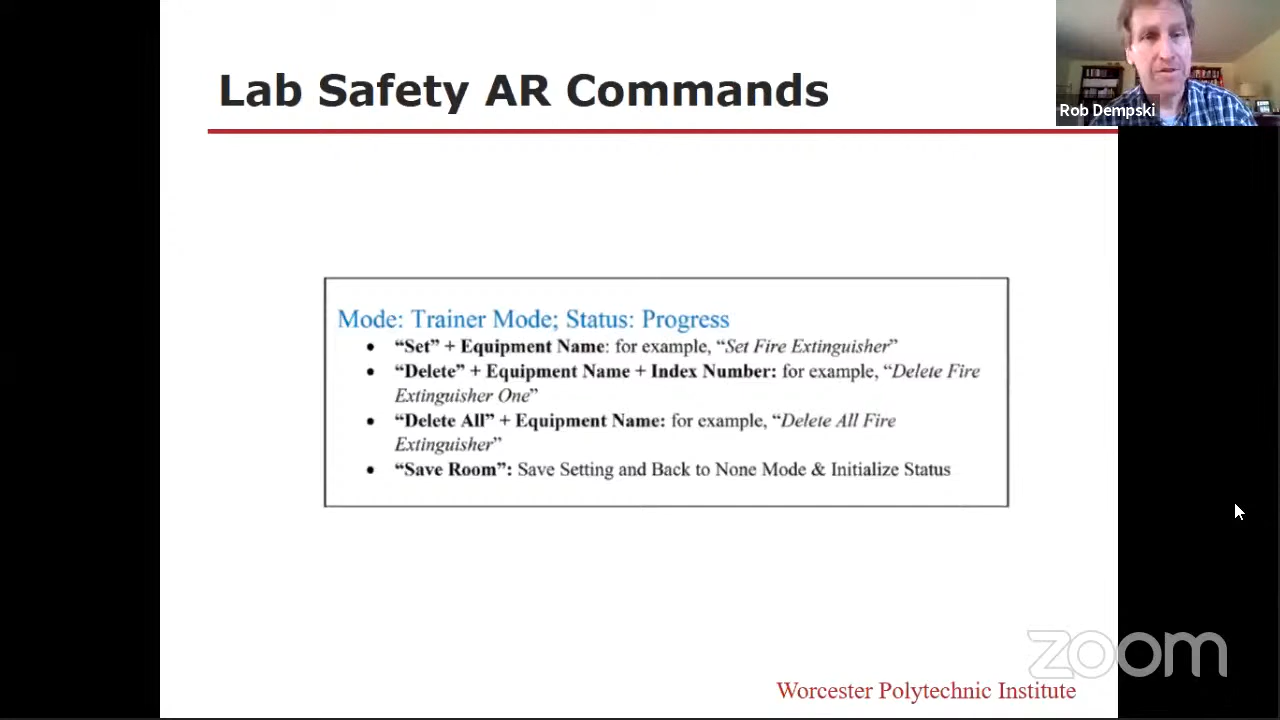 Lab Safety AR Commands
Rob Dempski
Mode: Trainer Mode; Status: Progress
• “Set” + Equipment Name: for example, “Set Fire Extinguisher”
• “Delete” + Equipment Name + Index Number: for example, “Delete Fire
Extinguisher One”
• “Delete All” + Equipment Name: for example, “Delete All Fire
Extinguisher”
• “Save Room”: Save Setting and Back to None Mode & Initialize Status
zoom
Worcester Polytechnic Institute